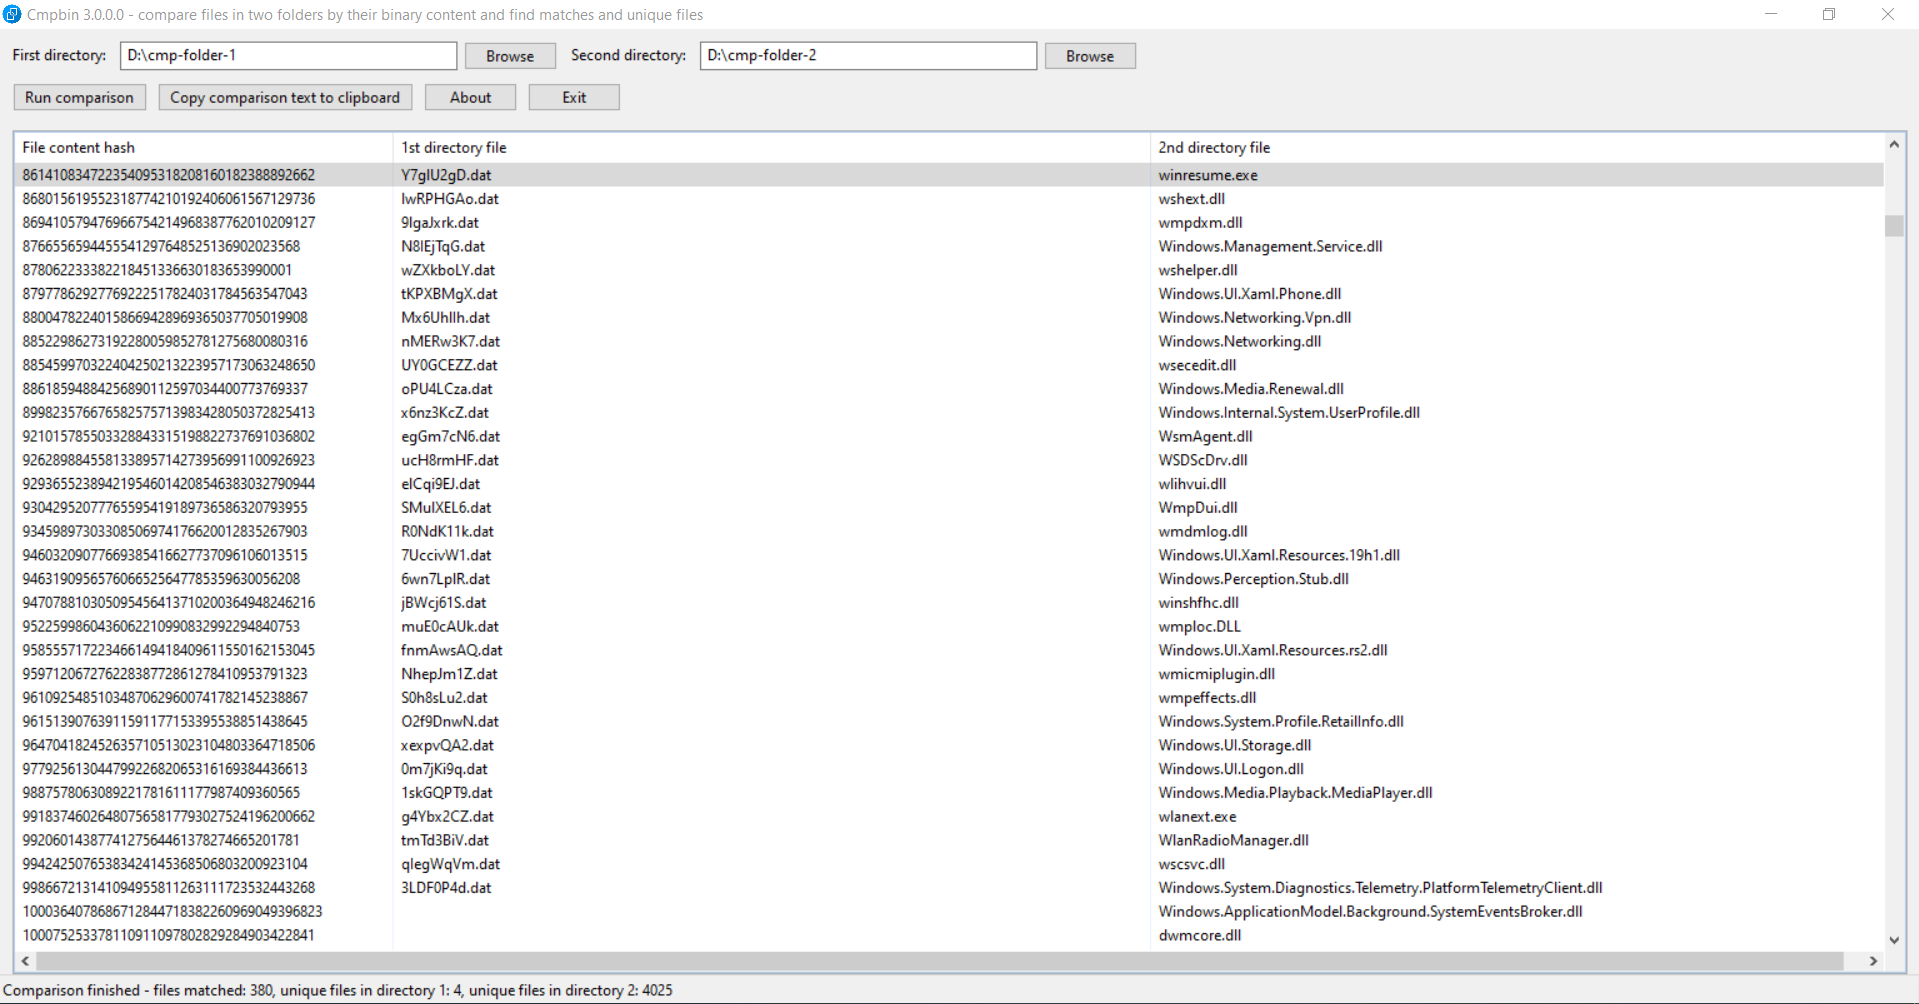 Cmpbin 3.0.0.0 - compare files in two folders by their binary content and find matches and unique files
First directory: D:\cmp-folder-1 Browse Second directory: D:\cmp-folder-2 Browse
Run comparison Copy comparison text to clipboard About Exit
File content hash 1st directory file 2nd directory file
861410834722354095318208160182388892662 Y7gIU2gD.dat winresume.exe
868015619552318774210192406061567129736 IwRPHGAo.dat wshext.dll
869410579476966754214968387762010209127 9IgaJxrk.dat wmpdxm.dll
8766556594455541297648525136902023568 N8IEjTqG.dat Windows.Management.Service.dll
878062233382218451336630183653990001 wZXkboLY.dat wshelper.dll
87977862927769222517824031784563547043 tKPXBMgX.dat Windows.UI.Xaml.Phone.dll
88004782240158669428969365037705019908 Mx6UhIlh.dat Windows.Networking.Vpn.dll
88522986273192280059852781275680080316 nMERw3K7.dat Windows.Networking.dll
885459970322404250213223957173063248650 UY0GCEZZ.dat wsecedit.dll
88618594884256890112597034400773769337 oPU4LCza.dat Windows.Media.Renewal.dll
899823576676582575713983428050372825413 x6nz3KcZ.dat Windows.Internal.System.UserProfile.dll
921015785503328843315198822737691036802 egGm7cN6.dat WsmAgent.dll
926289884558133895714273956991100926923 ucH8rmHF.dat WSDScDrv.dll
929365523894219546014208546383032790944 elCqi9EJ.dat wlihvui.dll
93042952077765595419189736586320793955 SMuIXEL6.dat WmpDui.dll
93459897303308506974176620012835267903 R0NdK11k.dat wmdmlog.dll
94603209077669385416627737096106013515 7UccivW1.dat Windows.UI.Xaml.Resources.19h1.dll
9463190956576066525647785359630056208 6wn7LpIR.dat Windows.Perception.Stub.dll
947078810305095456413710200364948246216 jBWcj61S.dat winshfhc.dll
9522599860436062210990832992294840753 muE0cAUk.dat wmploc.DLL
958555717223466149418409611550162153045 fnmAwsAQ.dat Windows.UI.Xaml.Resources.rs2.dll
95971206727622838772861278410953791323 NhepJm1Z.dat wmicmiplugin.dll
96109254851034870629600741782145238867 S0h8sLu2.dat wmpeffects.dll
96151390763911591177153395538851438645 O2f9DnwN.dat Windows.System.Profile.RetailInfo.dll
964704182452635710513023104803364718506 xexpvQA2.dat Windows.UI.Storage.dll
97792561304479922682065316169384436613 0m7jKi9q.dat Windows.UI.Logon.dll
9887578063089221781611177987409360565 1skGQPT9.dat Windows.Media.Playback.MediaPlayer.dll
991837460264807565817793027524196200662 g4Ybx2CZ.dat wlanext.exe
9920601438774127564461378274665201781 tmTd3BiV.dat WlanRadioManager.dll
99424250765383424145368506803200923104 qIegWqVm.dat wscsvc.dll
998667213141094955811263111723532443268 3LDF0P4d.dat Windows.System.Diagnostics.Telemetry.PlatformTelemetryClient.dll
1000364078686712844718382260969049396823 Windows.ApplicationModel.Background.SystemEventsBroker.dll
100075253378110911097802829284903422841 dwmcore.dll
Comparison finished - files matched: 380, unique files in directory 1: 4, unique files in directory 2: 4025